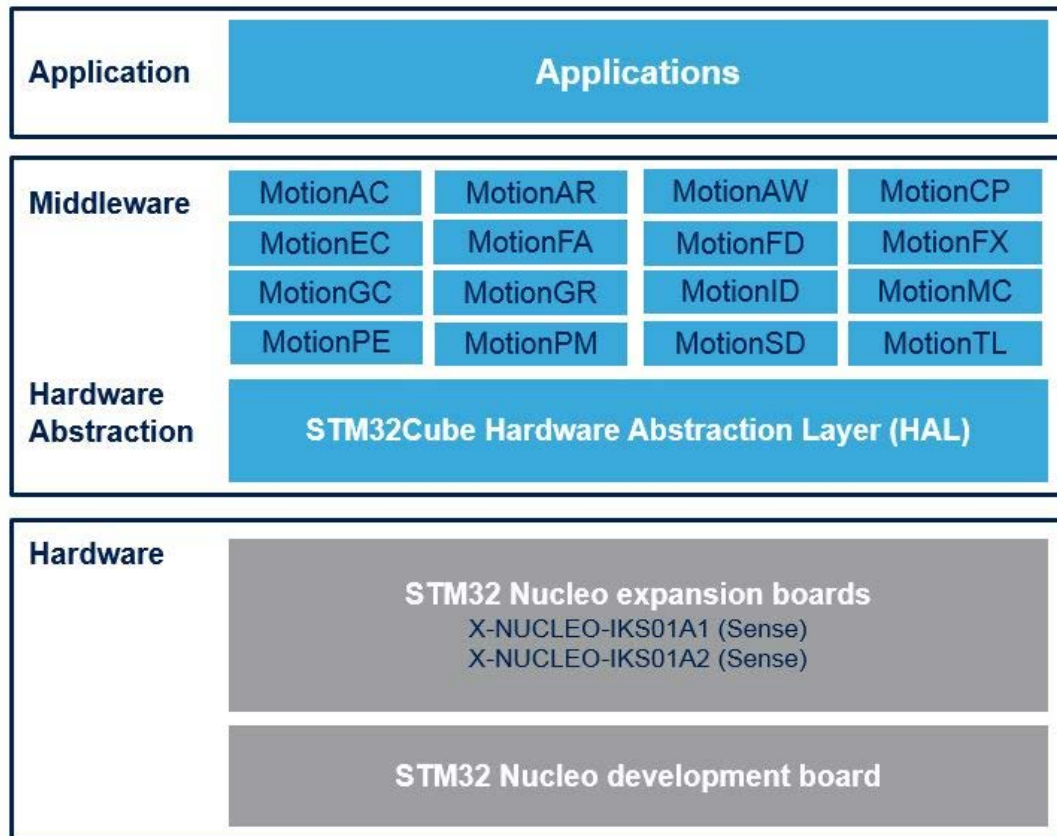 Application
Applications
Middleware
MotionAC
MotionAR
MotionAW
MotionCP
MotionEC
MotionFA
MotionFD
MotionFX
MotionGC
MotionGR
MotionID
MotionMC
MotionPE
MotionPM
MotionSD
MotionTL
Hardware
Abstraction
STM32Cube Hardware Abstraction Layer (HAL)
Hardware
STM32 Nucleo expansion boards
X-NUCLEO-IKS01A1 (Sense)
X-NUCLEO-IKS01A2 (Sense)
STM32 Nucleo development board